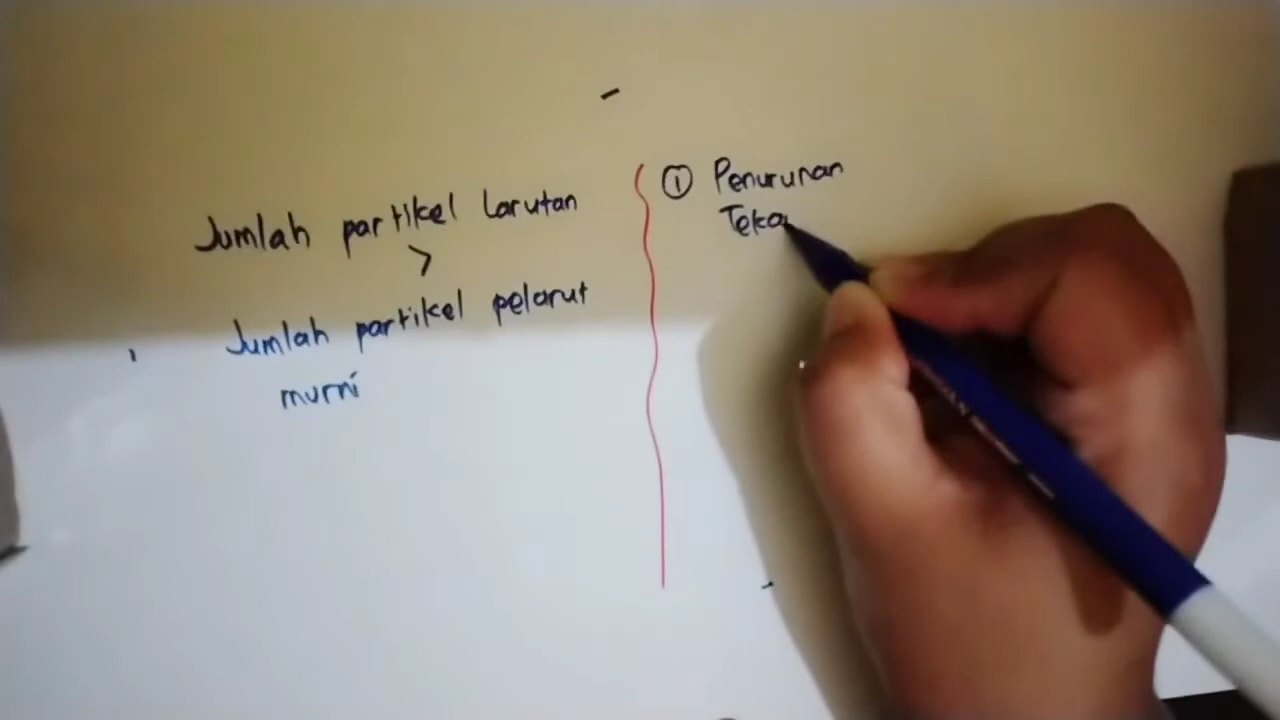 Jumlah partikel Larutan
>
Jumlah partikel pelarut
murni
① Penurunan
Teka